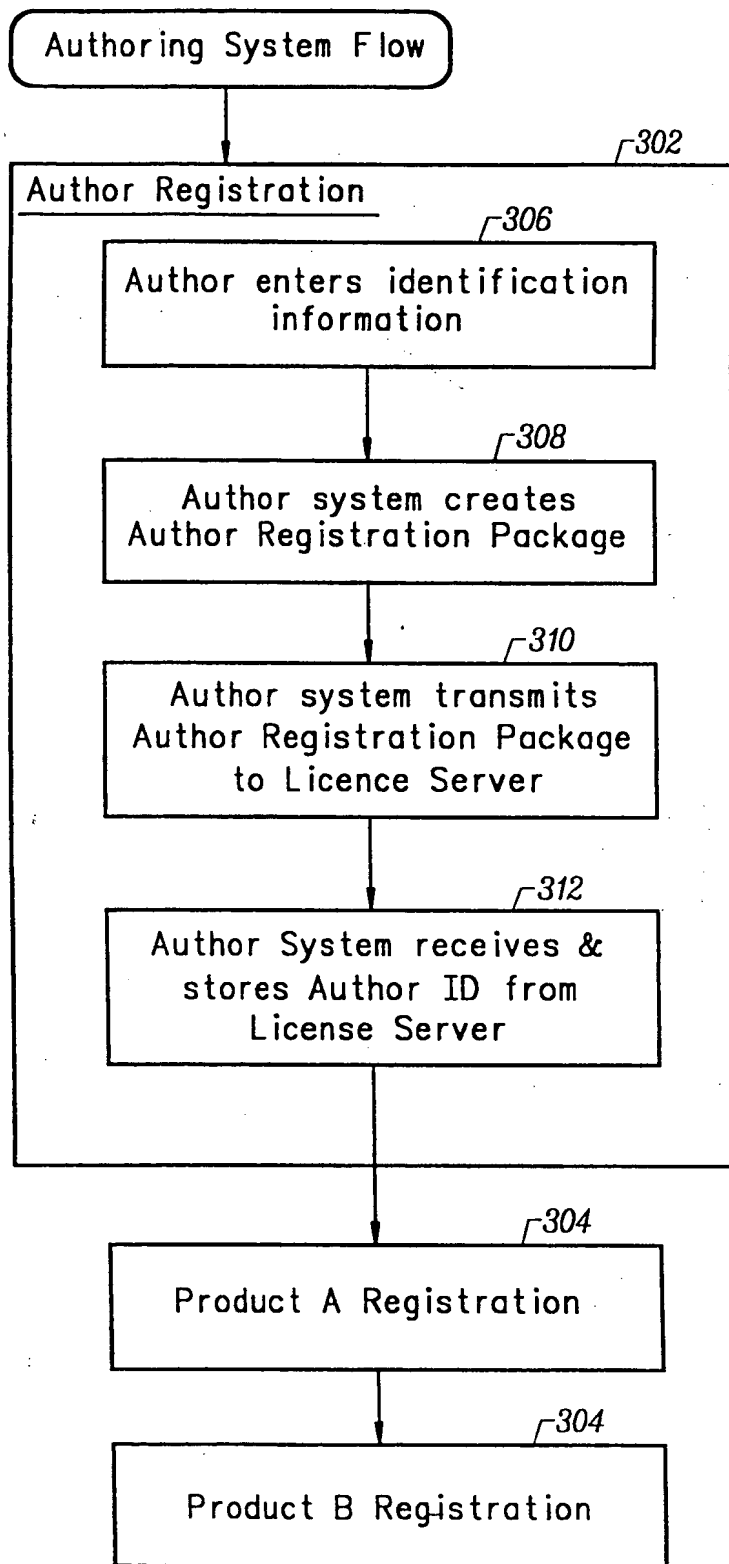 Authoring System Flow
302
Author Registration
306
Author enters identification
information
308
Author system creates
Author Registration Package
310
Author system transmits
Author Registration Package
to Licence Server
312
Author System receives &
stores Author ID from
License Server
304
Product A Registration
304
Product B Registration